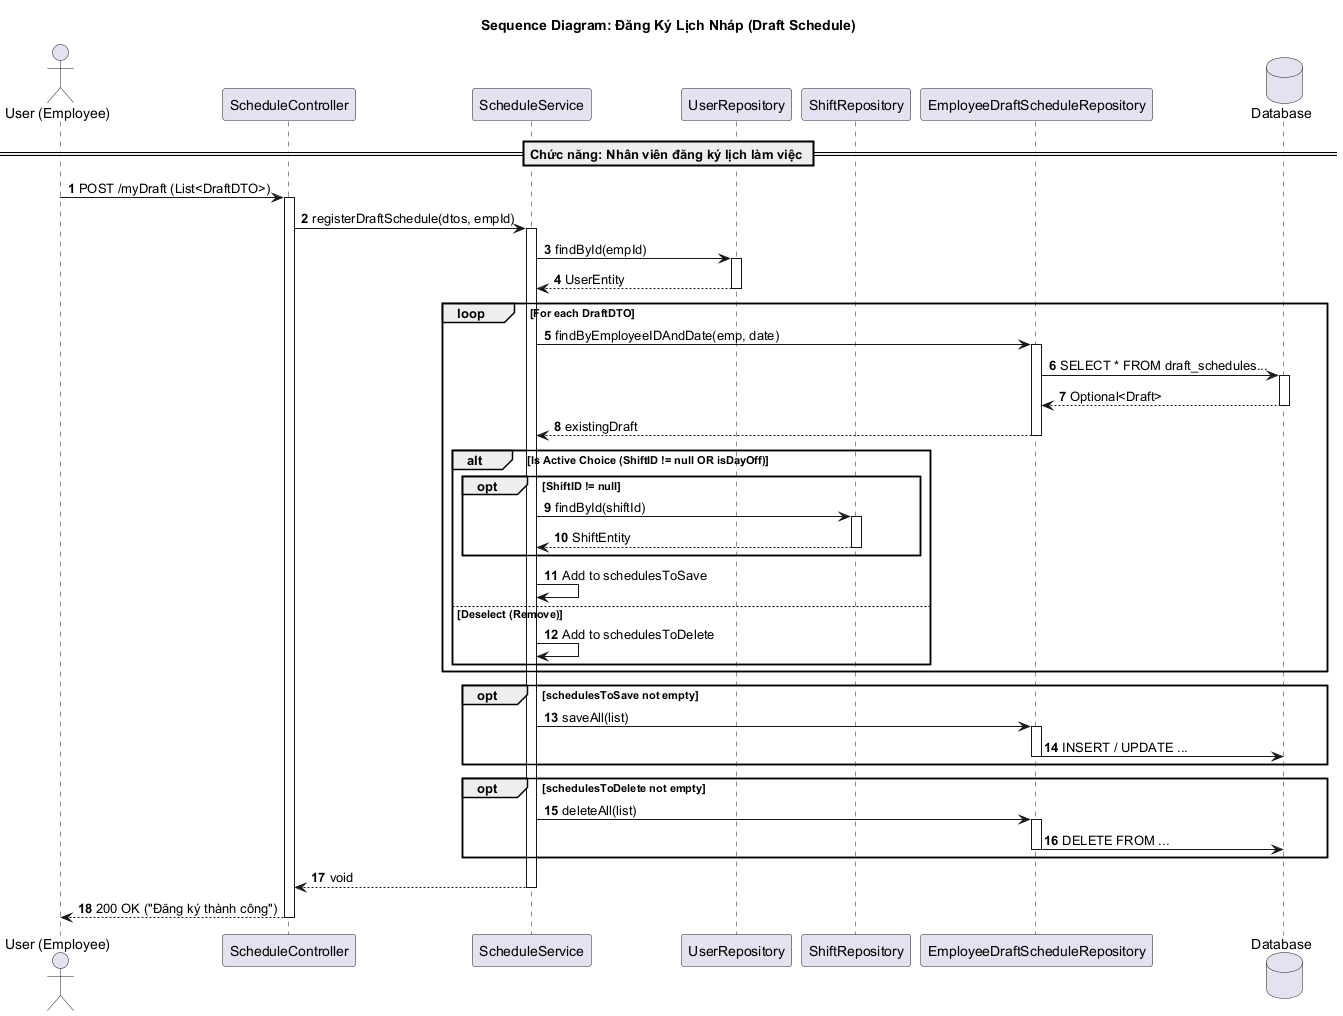 Sequence Diagram: Đăng Ký Lịch Nháp (Draft Schedule)
User (Employee)
ScheduleController
ScheduleService
UserRepository
ShiftRepository
EmployeeDraftScheduleRepository
Database
Chức năng: Nhân viên đăng ký lịch làm việc
1 POST /myDraft (List<DraftDTO>)
2 registerDraftSchedule(dtos, empId)
3 findById(empId)
4 UserEntity
loop [For each DraftDTO]
5 findByEmployeeIDAndDate(emp, date)
6 SELECT * FROM draft_schedules...
7 Optional<Draft>
8 existingDraft
alt [Is Active Choice (ShiftID != null OR isDayOff)]
opt [ShiftID != null]
9 findById(shiftId)
10 ShiftEntity
11 Add to schedulesToSave
[Deselect (Remove)]
12 Add to schedulesToDelete
opt [schedulesToSave not empty]
13 saveAll(list)
14 INSERT / UPDATE ...
opt [schedulesToDelete not empty]
15 deleteAll(list)
16 DELETE FROM ...
17 void
18 200 OK ("Đăng ký thành công")
User (Employee)
ScheduleController
ScheduleService
UserRepository
ShiftRepository
EmployeeDraftScheduleRepository
Database